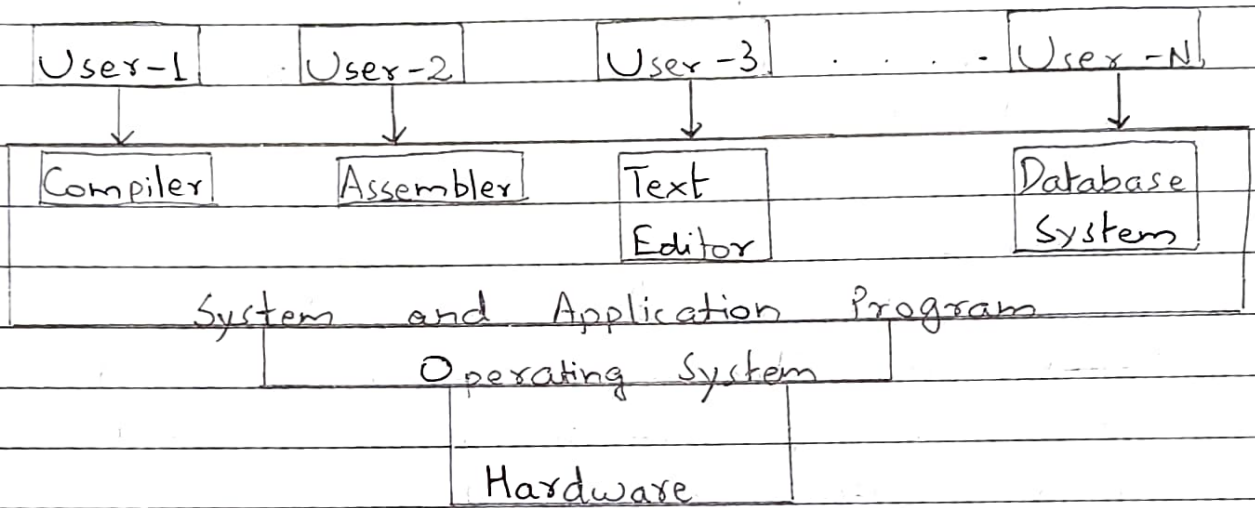 User-1 User-2 User-3 . . . . . User-N
Compiler Assembler Text Database
Editor System
System and Application Program
Operating System
Hardware